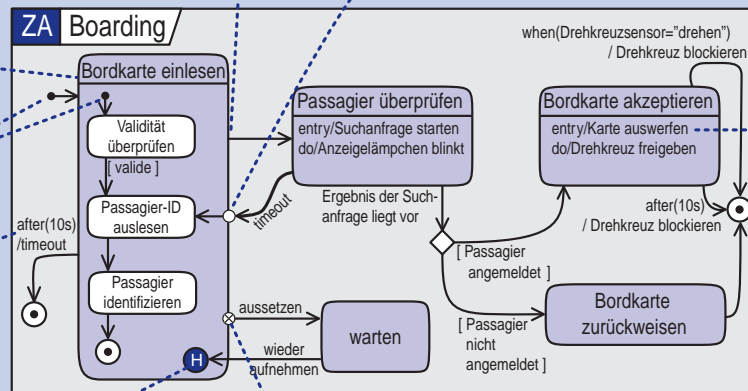 ZA Boarding
Bordkarte einlesen
Validität
überprüfen
[ valide ]
Passagier-ID
auslesen
Passagier
identifizieren
after(10s)
/timeout
H
timeout
aussetzen
wieder
aufnehmen
warten
Passagier überprüfen
entry/Suchanfrage starten
do/Anzeigelämpchen blinkt
Ergebnis der Such-
anfrage liegt vor
[ Passagier
angemeldet ]
[ Passagier
nicht
angemeldet ]
when(Drehkreuzsensor="drehen")
/ Drehkreuz blockieren
Bordkarte akzeptieren
entry/Karte auswerfen
do/Drehkreuz freigeben
after(10s)
/ Drehkreuz blockieren
Bordkarte
zurückweisen